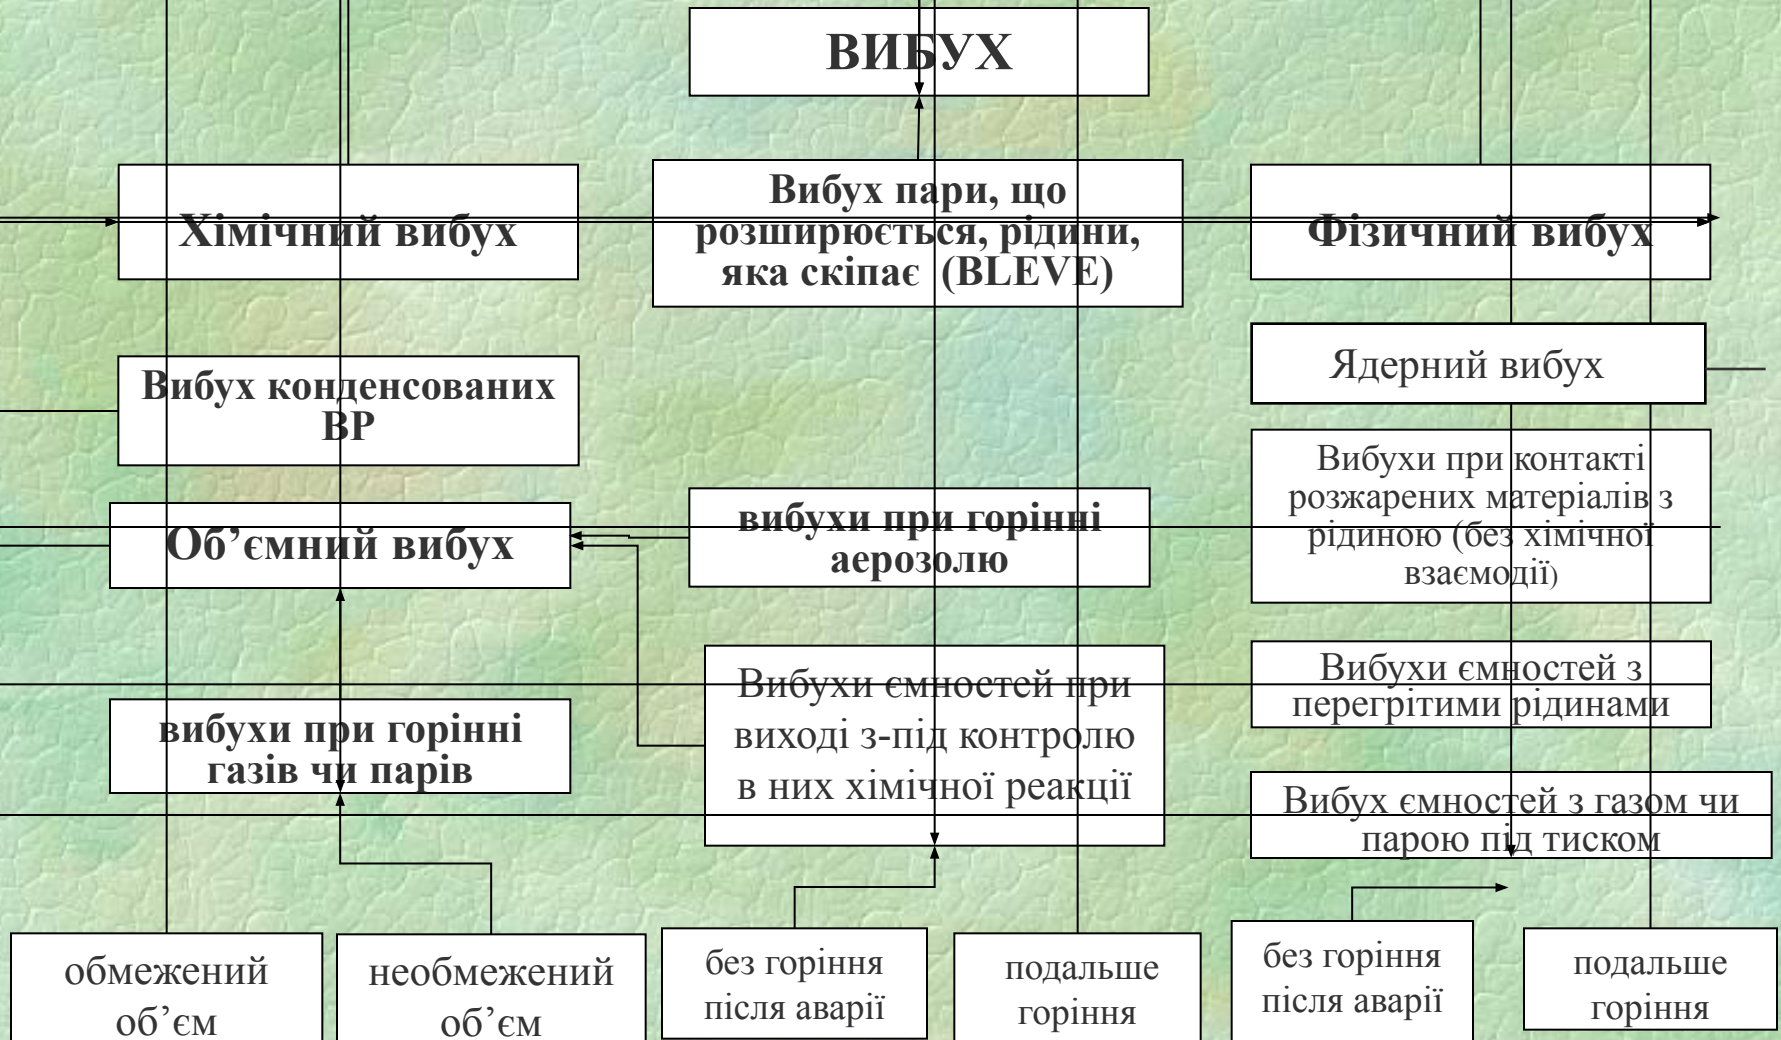 ВИБУХ
Хімічний вибух
Вибух пари, що
розширюється, рідини,
яка скіпає (BLEVE)
Фізичний вибух
Ядерний вибух
Вибух конденсованих
ВР
Вибухи при контакті
розжарених матеріалів з
рідиною (без хімічної
взаємодії)
Об’ємний вибух
вибухи при горінні
аерозолю
Вибухи ємностей з
перегрітими рідинами
вибухи при горінні
газів чи парів
Вибухи ємностей при
виході з-під контролю
в них хімічної реакції
Вибух ємностей з газом чи
парою під тиском
обмежений
об’єм
необмежений
об’єм
без горіння
після аварії
подальше
горіння
без горіння
після аварії
подальше
горіння